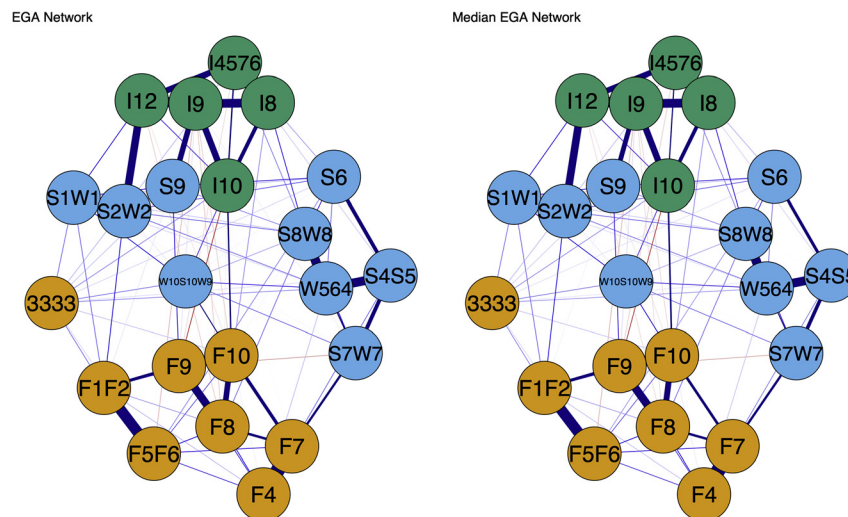 EGA Network
Median EGA Network
I4576
I12
I9
I8
S9
I10
S6
S1W1
S2W2
S8W8
W10S10W9
W564
S4S5
3333
S7W7
F9
F10
F1F2
F8
F5F6
F7
F4
I4576
I12
I9
I8
S9
I10
S6
S1W1
S2W2
S8W8
W10S10W9
W564
S4S5
3333
S7W7
F9
F10
F1F2
F8
F5F6
F7
F4